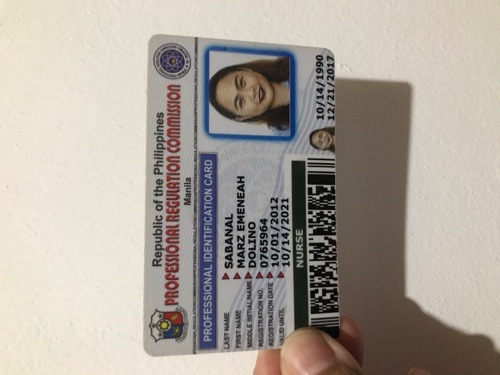 Republic of the Philippines
PROFESSIONAL REGULATION COMMISSION
Manila
PROFESSIONAL IDENTIFICATION CARD
LAST NAME SABANAL
FIRST NAME MARZ EMENEAH
MIDDLE INITIAL/NAME DOLLINO
REGISTRATION NO. 0765964
REGISTRATION DATE 10/01/2012
VALID UNTIL 10/14/2021
NURSE
10/14/1990
12/21/2017